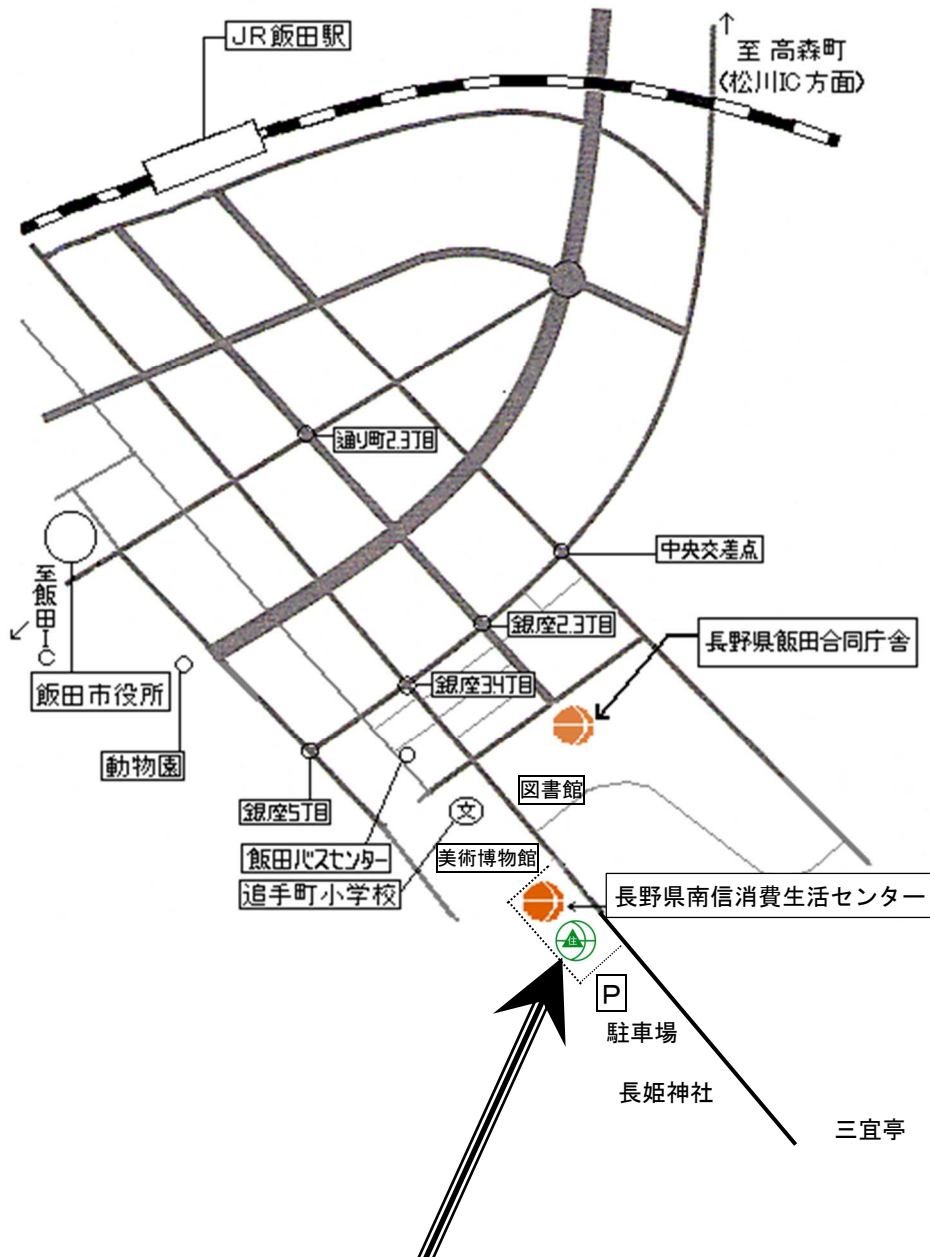 JR飯田駅
↑
至 高森町
(松川IC 方面)
通り町2.3丁目
中央交差点
至飯田IC
銀座2.3丁目
長野県飯田合同庁舎
銀座3.4丁目
飯田市役所
動物園
図書館
銀座5丁目
文
美術博物館
飯田バスセンター
追手町小学校
長野県南信消費生活センター
住
P
駐車場
長姫神社
三宜亭